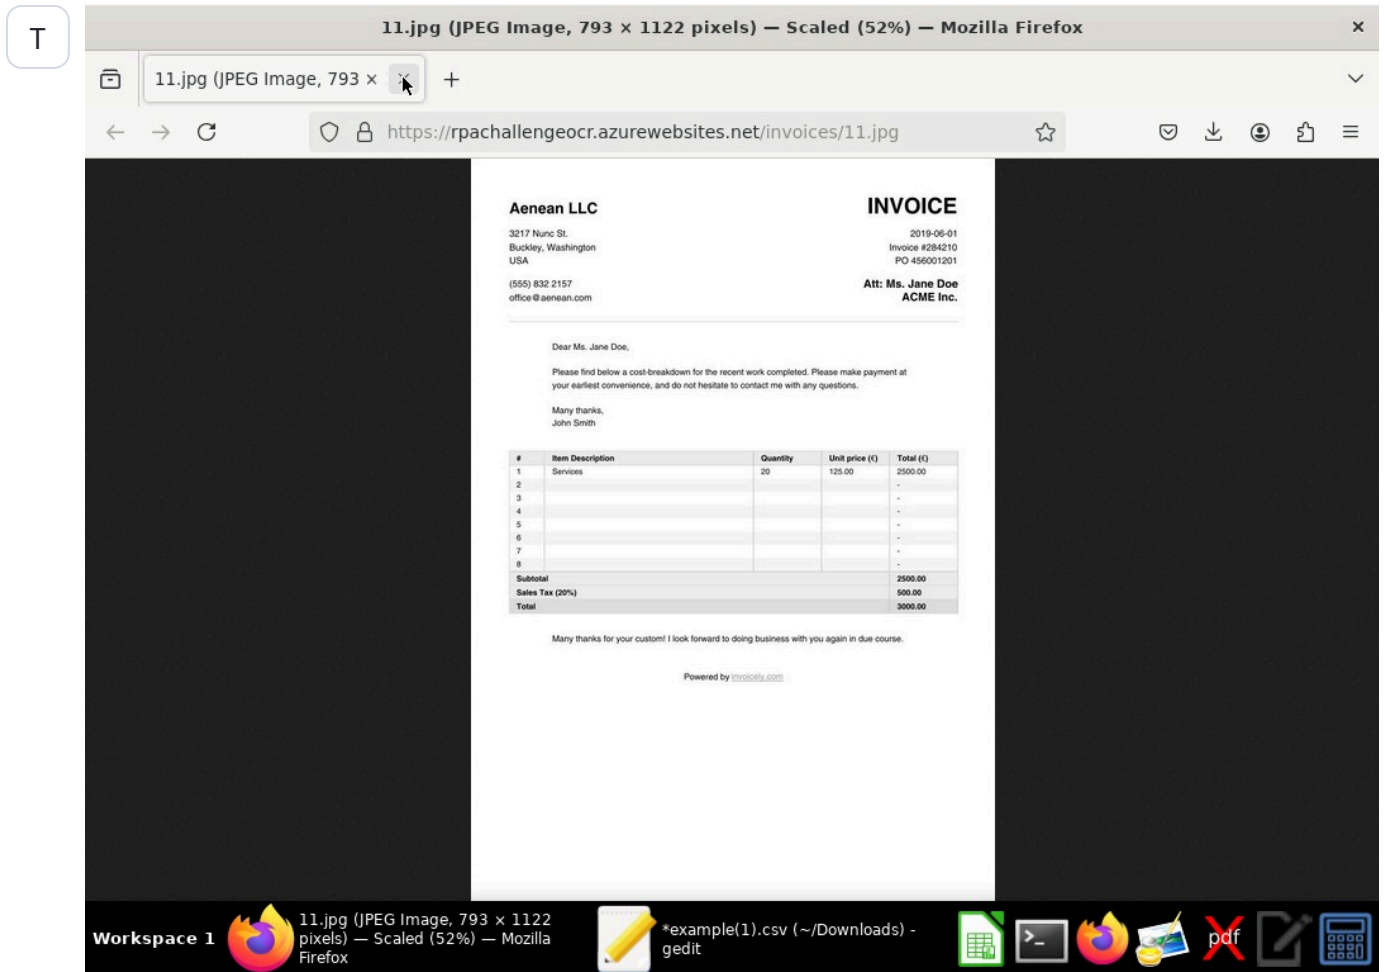 T
11.jpg (JPEG Image, 793 × 1122 pixels) — Scaled (52%) — Mozilla Firefox
11.jpg (JPEG Image, 793 ×
https://rpachallengeocr.azurewebsites.net/invoices/11.jpg
Aenean LLC
INVOICE
3217 Nunc St.
2019-06-01
Buckley, Washington
Invoice #284210
USA
PO 456001201
(555) 832 2157
Att: Ms. Jane Doe
office@aenean.com
ACME Inc.
Dear Ms. Jane Doe,
Please find below a cost-breakdown for the recent work completed. Please make payment at
your earliest convenience, and do not hesitate to contact me with any questions.
Many thanks,
John Smith
# Item Description Quantity Unit price (€) Total (€)
1 Services 20 125.00 2500.00
2 -
3 -
4 -
5 -
6 -
7 -
8 -
Subtotal 2500.00
Sales Tax (20%) 500.00
Total 3000.00
Many thanks for your custom! I look forward to doing business with you again in due course.
Powered by invoicely.com
Workspace 1
11.jpg (JPEG Image, 793 × 1122
pixels) — Scaled (52%) — Mozilla
Firefox
*example(1).csv (~/Downloads) -
gedit
pdf